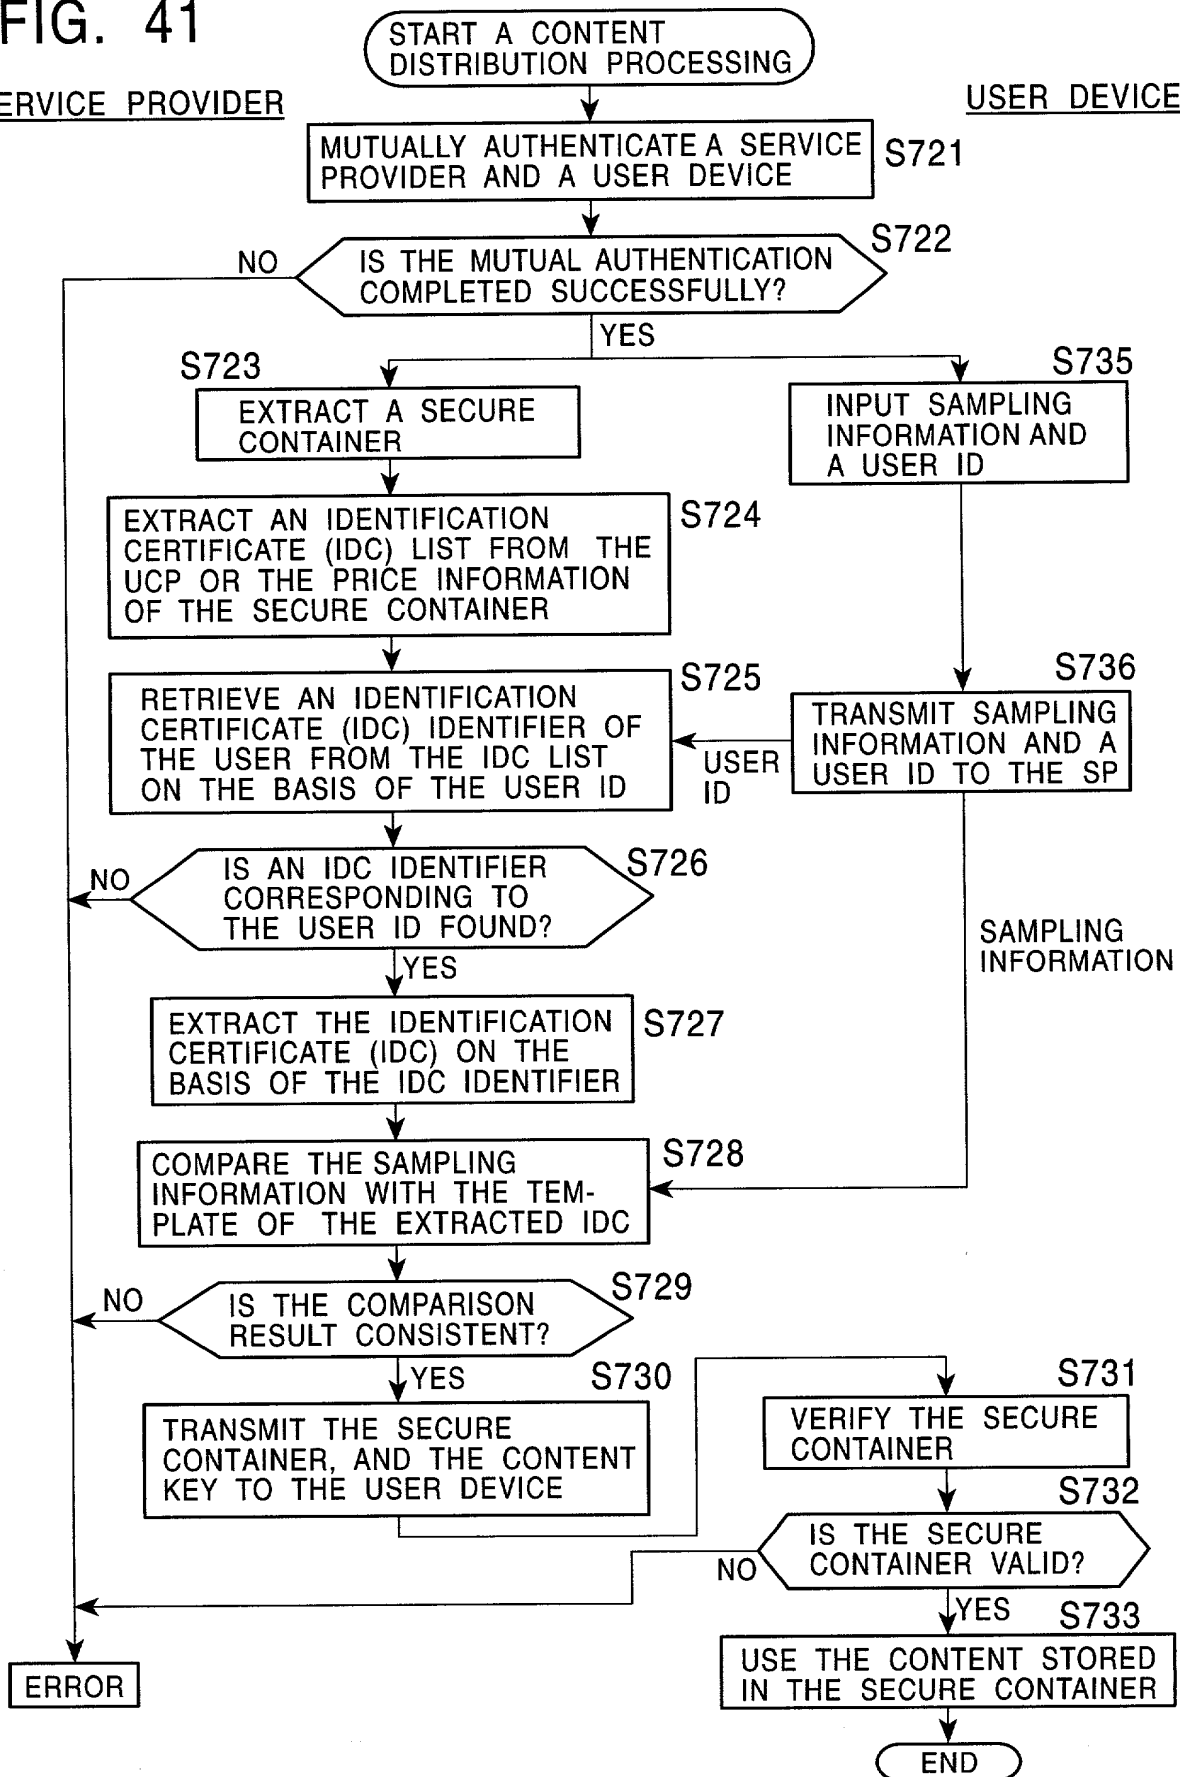 FIG. 41
START A CONTENT
DISTRIBUTION PROCESSING
ERVICE PROVIDER
USER DEVICE
MUTUALLY AUTHENTICATE A SERVICE
PROVIDER AND A USER DEVICE
S721
S722
IS THE MUTUAL AUTHENTICATION
COMPLETED SUCCESSFULLY?
NO
YES
S723
EXTRACT A SECURE
CONTAINER
S735
INPUT SAMPLING
INFORMATION AND
A USER ID
S724
EXTRACT AN IDENTIFICATION
CERTIFICATE (IDC) LIST FROM THE
UCP OR THE PRICE INFORMATION
OF THE SECURE CONTAINER
S725
RETRIEVE AN IDENTIFICATION
CERTIFICATE (IDC) IDENTIFIER OF
THE USER FROM THE IDC LIST
ON THE BASIS OF THE USER ID
S736
TRANSMIT SAMPLING
INFORMATION AND A
USER ID TO THE SP
USER
ID
S726
IS AN IDC IDENTIFIER
CORRESPONDING TO
THE USER ID FOUND?
NO
YES
SAMPLING
INFORMATION
S727
EXTRACT THE IDENTIFICATION
CERTIFICATE (IDC) ON THE
BASIS OF THE IDC IDENTIFIER
S728
COMPARE THE SAMPLING
INFORMATION WITH THE TEM-
PLATE OF THE EXTRACTED IDC
S729
IS THE COMPARISON
RESULT CONSISTENT?
NO
YES
S730
TRANSMIT THE SECURE
CONTAINER, AND THE CONTENT
KEY TO THE USER DEVICE
S731
VERIFY THE SECURE
CONTAINER
S732
IS THE SECURE
CONTAINER VALID?
NO
YES
S733
USE THE CONTENT STORED
IN THE SECURE CONTAINER
ERROR
END